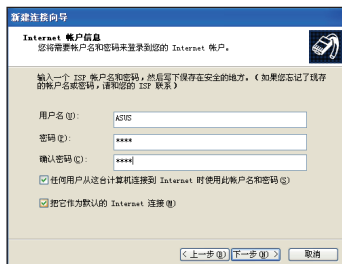 新建连接向导
Internet 帐户信息
您将需要帐户名和密码来登录到您的 Internet 帐户。
输入一个 ISP 帐户名和密码，然后写下保存在安全的地方。（如果您忘记了现存
的帐户名或密码，请和您的 ISP 联系）
用户名(U): ASUS
密码(P): ****
确认密码(C): ****
任何用户从这台计算机连接到 Internet 时使用此帐户名和密码(S)
把它作为默认的 Internet 连接(M)
< 上一步(B) 下一步(N) > 取消